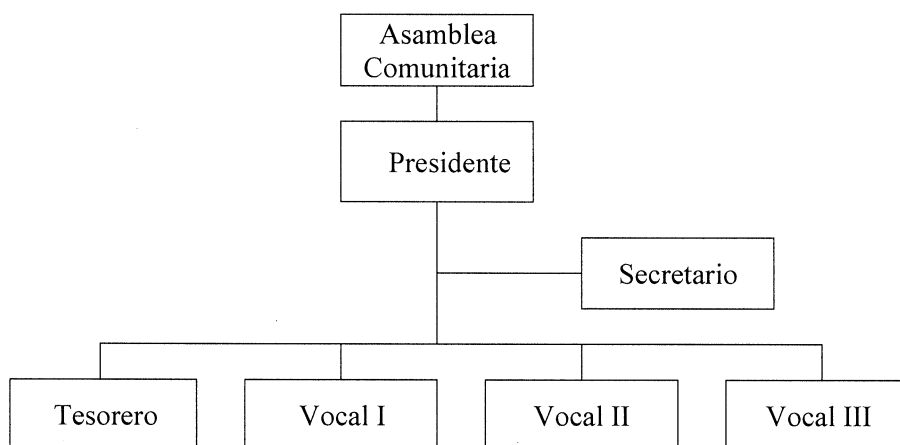 Asamblea
Comunitaria
Presidente
Secretario
Tesorero
Vocal I
Vocal II
Vocal III